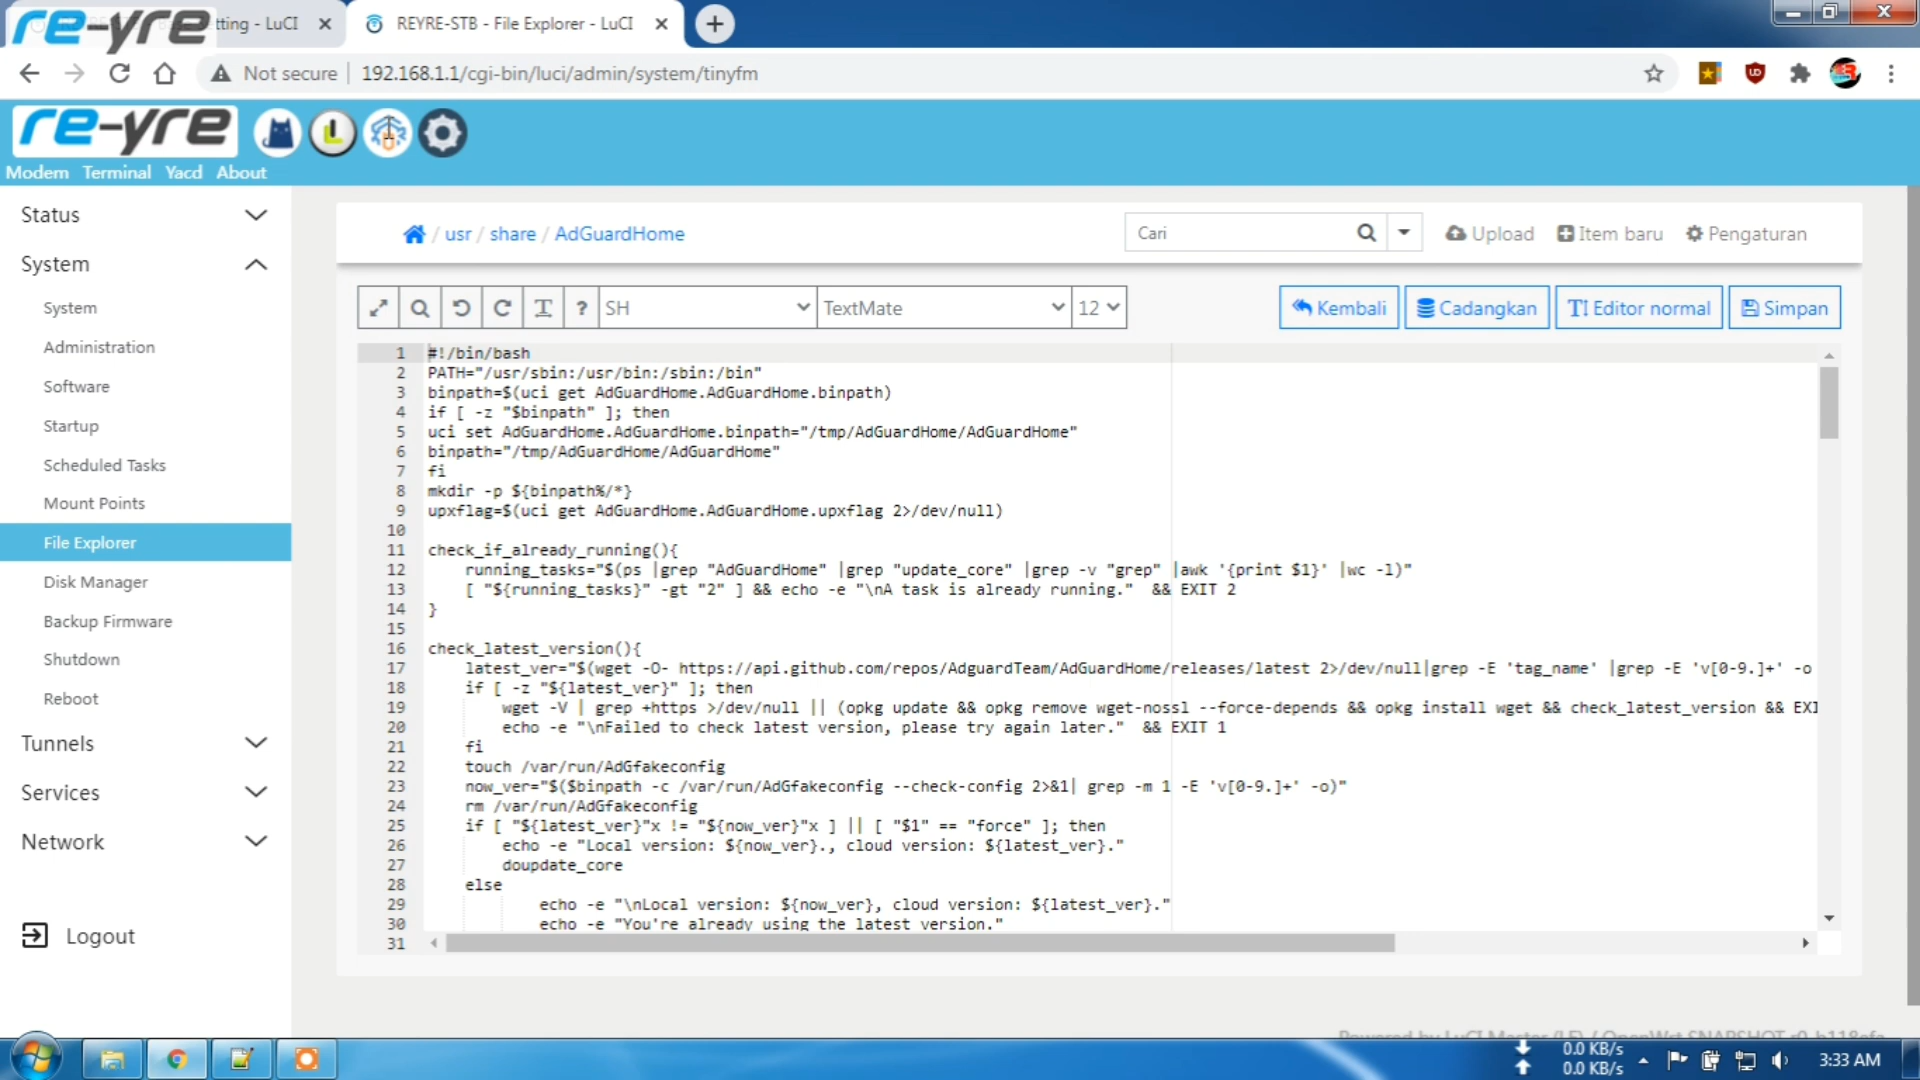 re-yre
tting - LuCI
REYRE-STB - File Explorer - LuCI
Not secure
192.168.1.1/cgi-bin/luci/admin/system/tinyfm
re-yre
Modem Terminal Yacd About
Status
System
System
Administration
Software
Startup
Scheduled Tasks
Mount Points
File Explorer
Disk Manager
Backup Firmware
Shutdown
Reboot
Tunnels
Services
Network
Logout
/ usr / share / AdGuardHome
Cari
Upload
Item baru
Pengaturan
? SH TextMate 12
Kembali Cadangkan Editor normal Simpan
1 #!/bin/bash
2 PATH="/usr/sbin:/usr/bin:/sbin:/bin"
3 binpath=$(uci get AdGuardHome.AdGuardHome.binpath)
4 if [ -z "$binpath" ]; then
5 uci set AdGuardHome.AdGuardHome.binpath="/tmp/AdGuardHome/AdGuardHome"
6 binpath="/tmp/AdGuardHome/AdGuardHome"
7 fi
8 mkdir -p ${binpath%/*}
9 upxflag=$(uci get AdGuardHome.AdGuardHome.upxflag 2>/dev/null)
10
11 check_if_already_running(){
12 running_tasks="$(ps |grep "AdGuardHome" |grep "update_core" |grep -v "grep" |awk '{print $1}' |wc -l)"
13 [ "${running_tasks}" -gt "2" ] && echo -e "\nA task is already running."  && EXIT 2
14 }
15
16 check_latest_version(){
17 latest_ver="$(wget -O- https://api.github.com/repos/AdguardTeam/AdGuardHome/releases/latest 2>/dev/null|grep -E 'tag_name' |grep -E 'v[0-9.]+' -o
18 if [ -z "${latest_ver}" ]; then
19 wget -V | grep +https >/dev/null || (opkg update && opkg remove wget-nossl --force-depends && opkg install wget && check_latest_version && EXI
20 echo -e "\nFailed to check latest version, please try again later."  && EXIT 1
21 fi
22 touch /var/run/AdGfakeconfig
23 now_ver="$($binpath -c /var/run/AdGfakeconfig --check-config 2>&1| grep -m 1 -E 'v[0-9.]+' -o)"
24 rm /var/run/AdGfakeconfig
25 if [ "${latest_ver}"x != "${now_ver}"x ] || [ "$1" == "force" ]; then
26 echo -e "Local version: ${now_ver}., cloud version: ${latest_ver}."
27 doupdate_core
28 else
29 echo -e "\nLocal version: ${now_ver}, cloud version: ${latest_ver}."
30 echo -e "You're already using the latest version."
31
0.0 KB/s
0.0 KB/s
3:33 AM